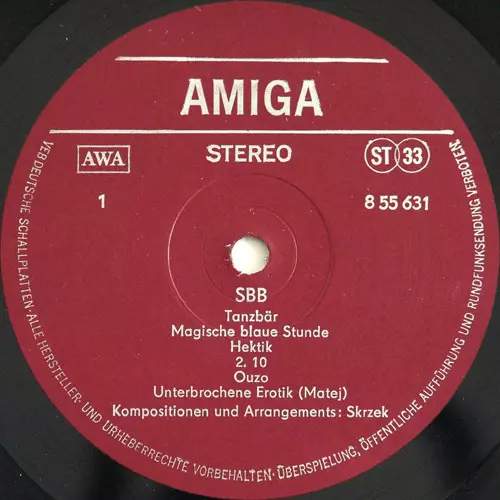 AMIGA
AWA
STEREO
ST 33
1
8 55 631
SBB
Tanzbär
Magische blaue Stunde
Hektik
2. 10
Ouzo
Unterbrochene Erotik (Matej)
Kompositionen und Arrangements: Skrzek
VEB DEUTSCHE SCHALLPLATTEN · ALLE HERSTELLER- UND URHEBERRECHTE VORBEHALTEN · ÜBERSPIELUNG, ÖFFENTLICHE AUFFÜHRUNG UND RUNDFUNKSENDUNG VERBOTEN